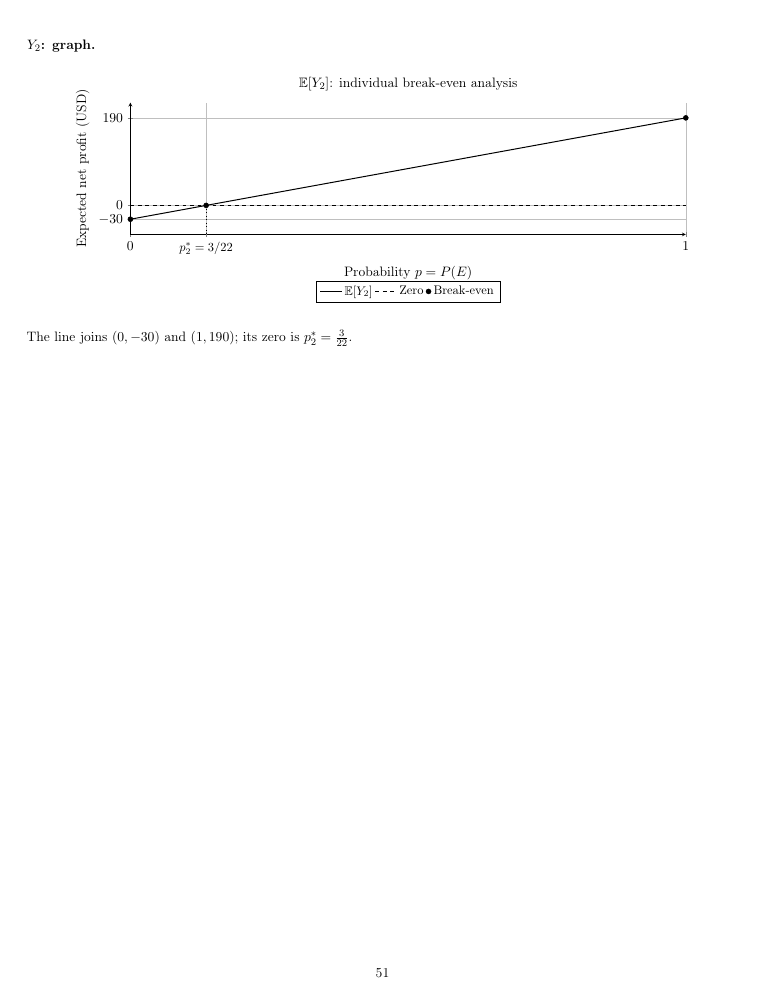 Y₂: graph.
𝔼[Y₂]: individual break-even analysis
Expected net profit (USD)
190
0
−30
0
p₂* = 3/22
1
Probability p = P(E)
𝔼[Y₂] Zero Break-even
The line joins (0, −30) and (1, 190); its zero is p₂* = 3/22.
51